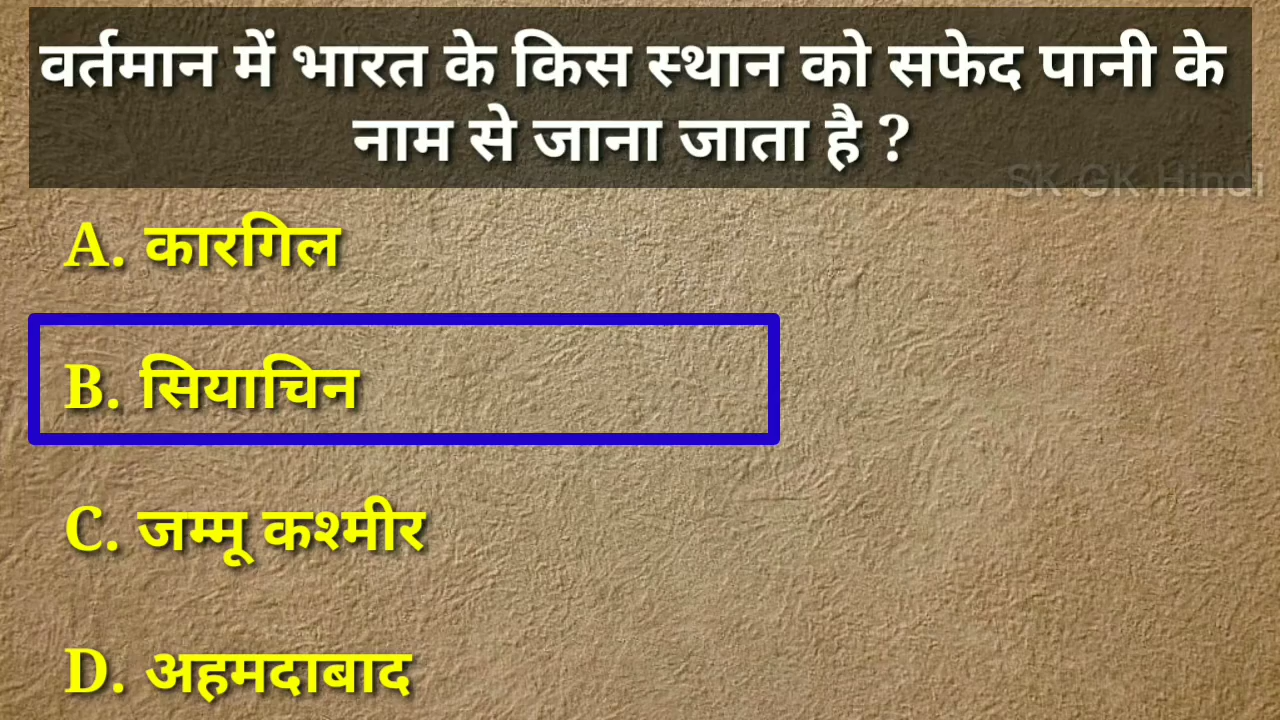 वर्तमान में भारत के किस स्थान को सफेद पानी के
नाम से जाना जाता है ?
SK GK Hindi
A. कारगिल
B. सियाचिन
C. जम्मू कश्मीर
D. अहमदाबाद